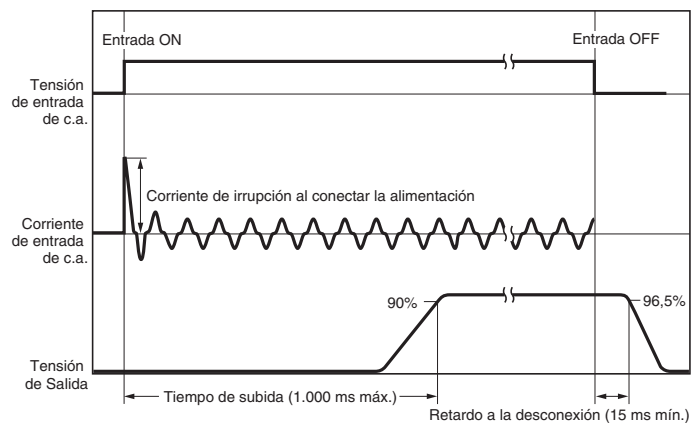 Entrada ON
Entrada OFF
Tensión
de entrada
de c.a.
Corriente de irrupción al conectar la alimentación
Corriente
de entrada
de c.a.
90%
96,5%
Tensión
de Salida
Tiempo de subida (1.000 ms máx.)
Retardo a la desconexión (15 ms mín.)